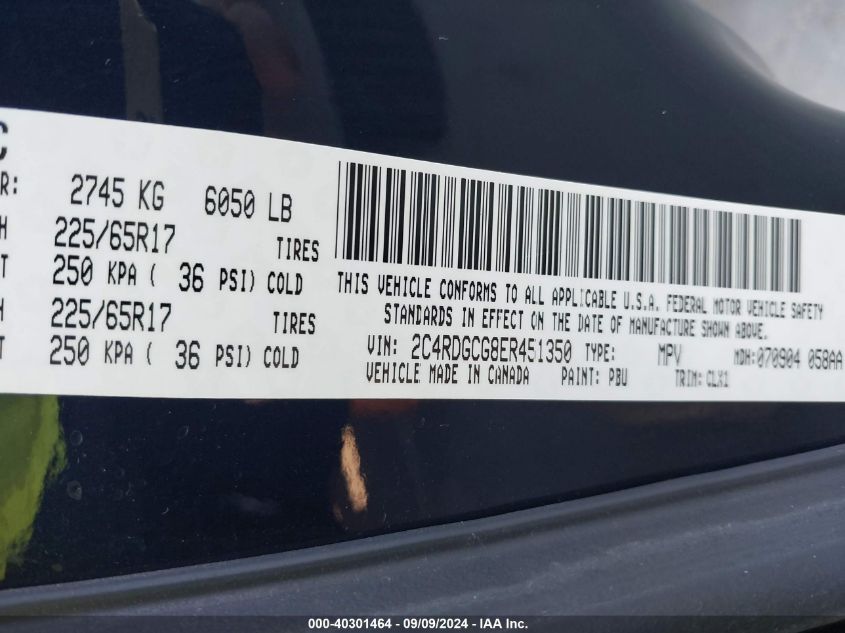 C
R: 2745 KG 6050 LB
H 225/65R17 TIRES
T 250 KPA ( 36 PSI) COLD
H 225/65R17 TIRES
T 250 KPA ( 36 PSI) COLD
THIS VEHICLE CONFORMS TO ALL APPLICABLE U.S.A. FEDERAL MOTOR VEHICLE SAFETY
STANDARDS IN EFFECT ON THE DATE OF MANUFACTURE SHOWN ABOVE.
VIN: 2C4RDGCG8ER451350 TYPE: MPV MDH:070904 058AA
VEHICLE MADE IN CANADA PAINT: PBU TRIM: CLX1
000-40301464 - 09/09/2024 - IAA Inc.